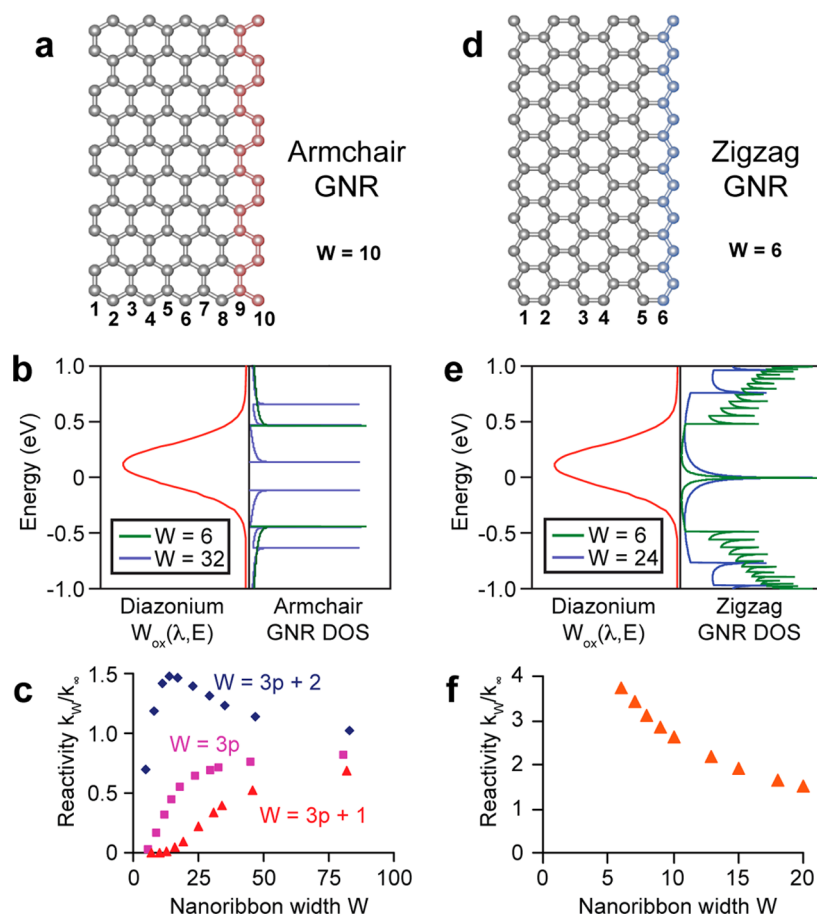 a
Armchair
GNR
W = 10
1 2 3 4 5 6 7 8 9 10
d
Zigzag
GNR
W = 6
1 2 3 4 5 6
b
Energy (eV)
1.0
0.5
0
-0.5
-1.0
W = 6
W = 32
Diazonium
Wox(λ,E)
Armchair
GNR DOS
e
Energy (eV)
1.0
0.5
0
-0.5
-1.0
W = 6
W = 24
Diazonium
Wox(λ,E)
Zigzag
GNR DOS
c
Reactivity kW/k∞
1.5
1.0
0.5
0
W = 3p + 2
W = 3p
W = 3p + 1
0 25 50 75 100
Nanoribbon width W
f
Reactivity kW/k∞
4
3
2
1
0
0 5 10 15 20
Nanoribbon width W